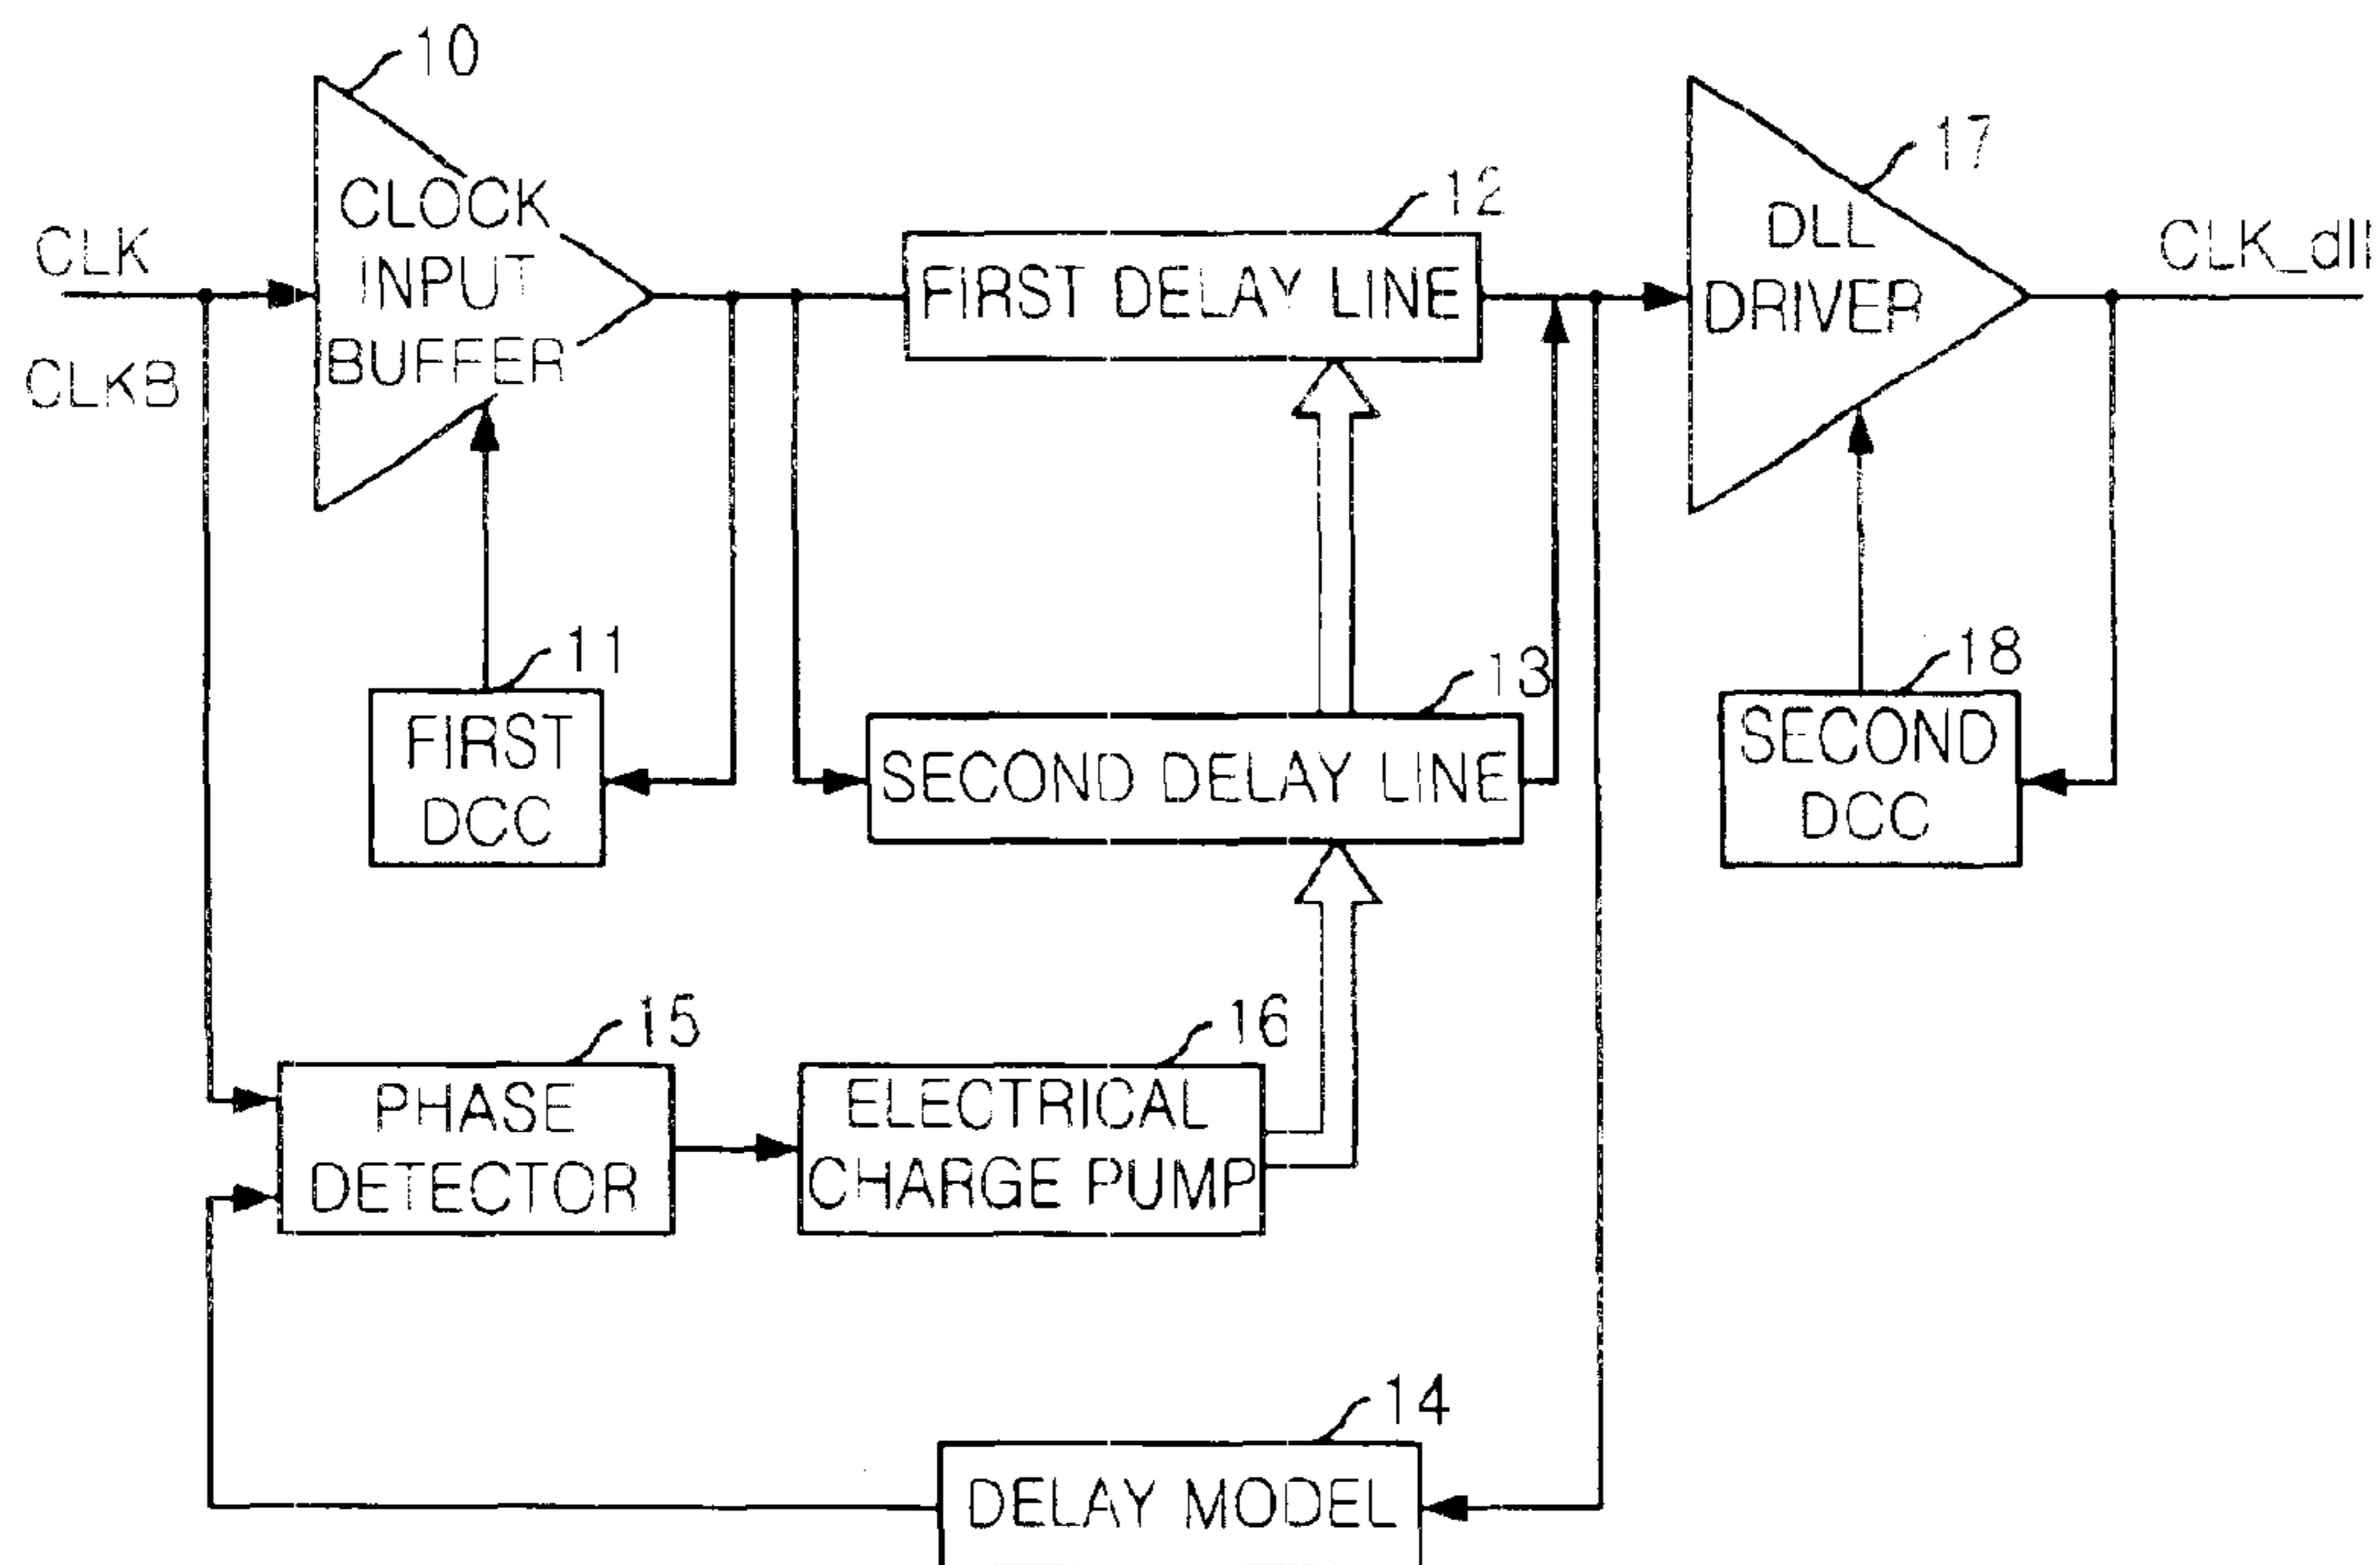 10
CLOCK
INPUT
BUFFER
CLK
CLKB
12
FIRST DELAY LINE
17
DLL
DRIVER
CLK_dll
11
FIRST
DCC
13
SECOND DELAY LINE
18
SECOND
DCC
15
PHASE
DETECTOR
16
ELECTRICAL
CHARGE PUMP
14
DELAY MODEL